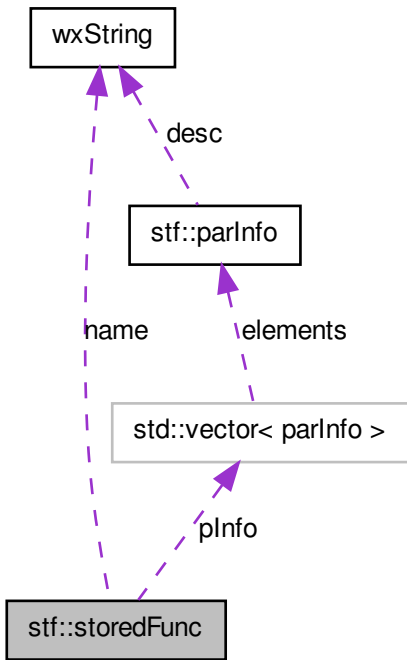 wxString
desc
stf::parInfo
name
elements
std::vector< parInfo >
pInfo
stf::storedFunc